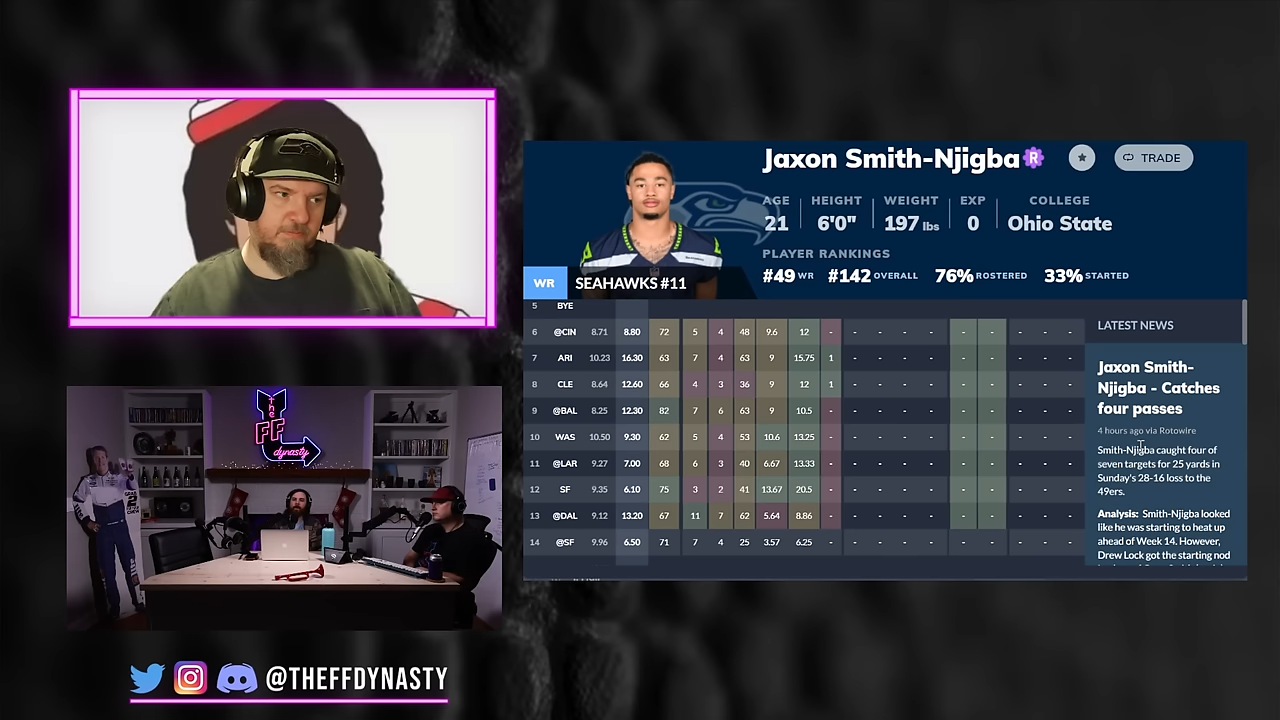 Jaxon Smith-Njigba R
TRADE
AGE HEIGHT WEIGHT EXP COLLEGE
21 6'0" 197 lbs 0 Ohio State
PLAYER RANKINGS
#49 WR #142 OVERALL 76% ROSTERED 33% STARTED
WR SEAHAWKS #11
5 BYE
6 @CIN 8.71 8.80 72 5 4 48 9.6 12 - - - - - - - - - -
7 ARI 10.23 16.30 63 7 4 63 9 15.75 1 - - - - - - - - -
8 CLE 8.64 12.60 66 4 3 36 9 12 1 - - - - - - - - -
9 @BAL 8.25 12.30 82 7 6 63 9 10.5 - - - - - - - - - -
10 WAS 10.50 9.30 62 5 4 53 10.6 13.25 - - - - - - - - - -
11 @LAR 9.27 7.00 68 6 3 40 6.67 13.33 - - - - - - - - - -
12 SF 9.35 6.10 75 3 2 41 13.67 20.5 - - - - - - - - - -
13 @DAL 9.12 13.20 67 11 7 62 5.64 8.86 - - - - - - - - - -
14 @SF 9.96 6.50 71 7 4 25 3.57 6.25 - - - - - - - - - -
LATEST NEWS
Jaxon Smith-
Njigba - Catches
four passes
4 hours ago via Rotowire
Smith-Njigba caught four of
seven targets for 25 yards in
Sunday's 28-16 loss to the
49ers.
Analysis: Smith-Njigba looked
like he was starting to heat up
ahead of Week 14. However,
Drew Lock got the starting nod
the
FF
dynasty
@THEFFDYNASTY